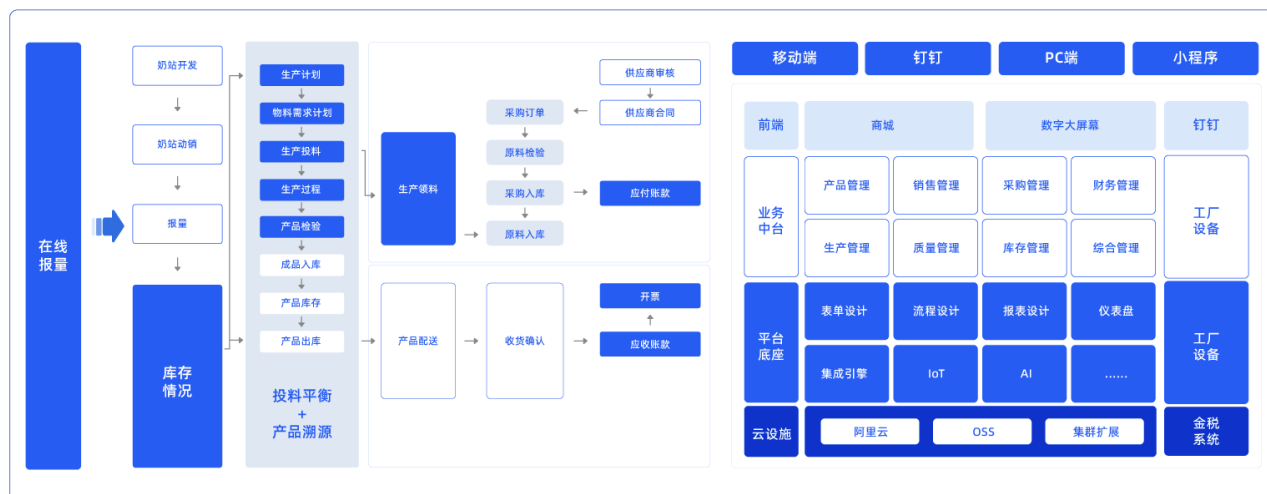 在线
报量
奶站开发
奶站动销
报量
库存
情况
生产计划
物料需求计划
生产投料
生产过程
产品检验
成品入库
产品库存
产品出库
投料平衡
+
产品溯源
生产领料
供应商审核
采购订单
供应商合同
原料检验
采购入库
应付账款
原料入库
产品配送
收货确认
开票
应收账款
移动端
钉钉
PC端
小程序
前端
商城
数字大屏幕
钉钉
业务
中台
产品管理
销售管理
采购管理
财务管理
生产管理
质量管理
库存管理
综合管理
工厂
设备
平台
底座
表单设计
流程设计
报表设计
仪表盘
集成引擎
IoT
AI
......
工厂
设备
云设施
阿里云
OSS
集群扩展
金税
系统